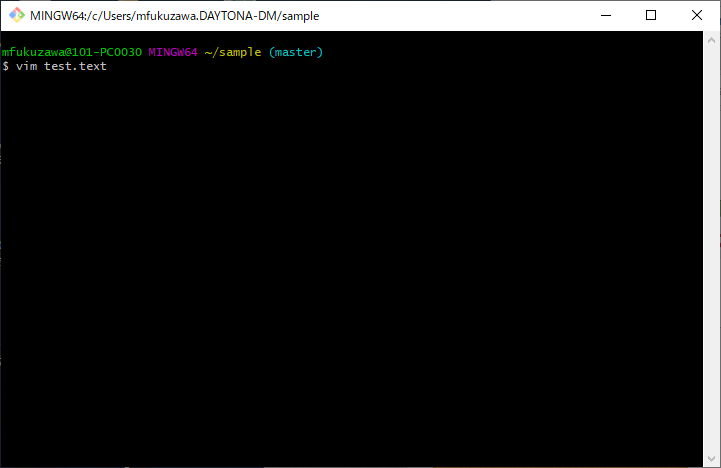 MINGW64:/c/Users/mfukuzawa.DAYTONA-DM/sample
mfukuzawa@101-PC0030 MINGW64 ~/sample (master)
$ vim test.text